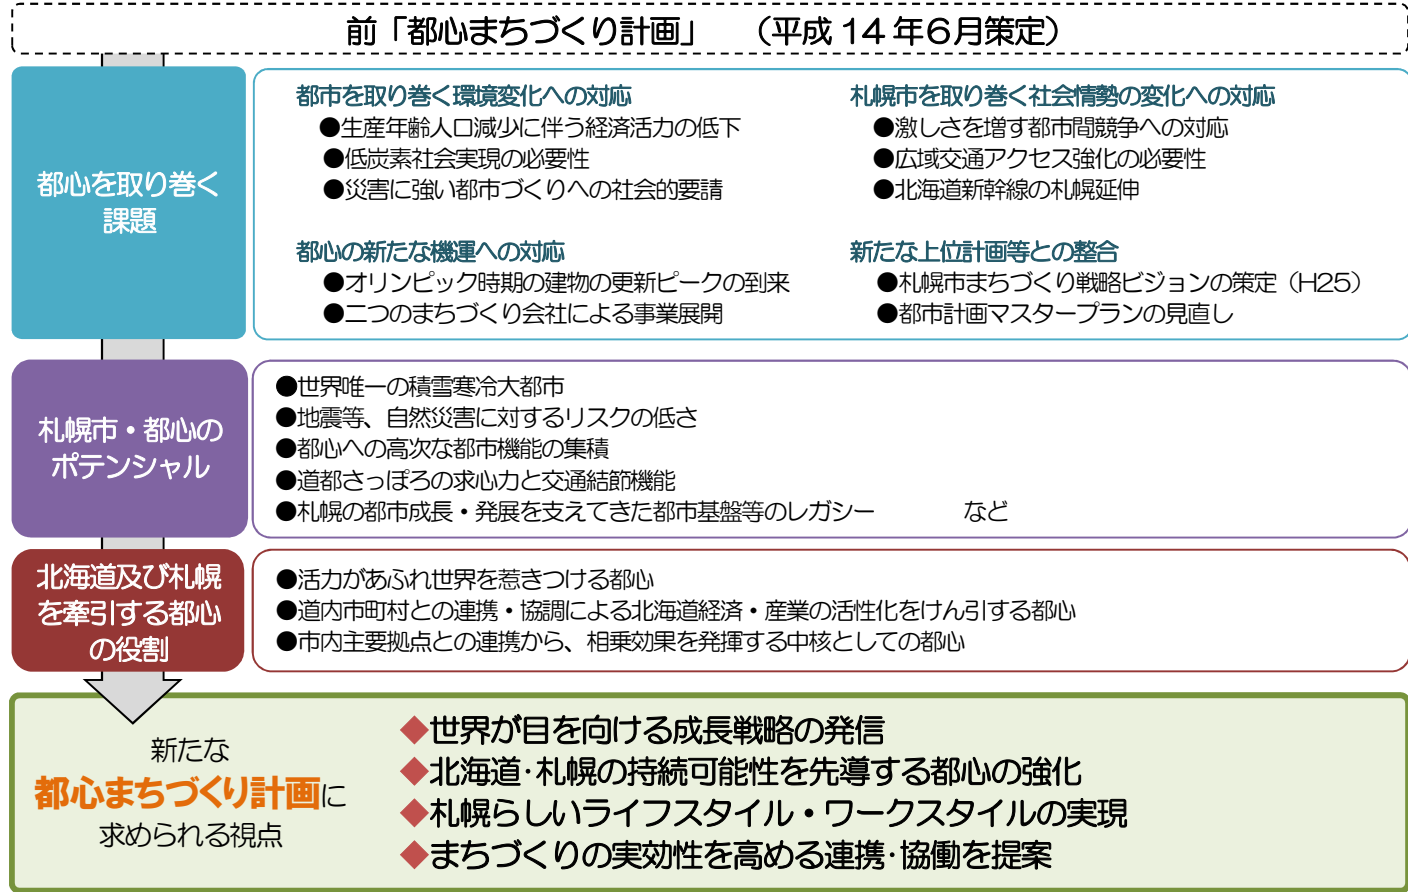 前「都心まちづくり計画」　（平成 14 年６月策定）
都心を取り巻く
課題
都市を取り巻く環境変化への対応
●生産年齢人口減少に伴う経済活力の低下
●低炭素社会実現の必要性
●災害に強い都市づくりへの社会的要請
札幌市を取り巻く社会情勢の変化への対応
●激しさを増す都市間競争への対応
●広域交通アクセス強化の必要性
●北海道新幹線の札幌延伸
都心の新たな機運への対応
●オリンピック時期の建物の更新ピークの到来
●二つのまちづくり会社による事業展開
新たな上位計画等との整合
●札幌市まちづくり戦略ビジョンの策定（H25）
●都市計画マスタープランの見直し
札幌市・都心の
ポテンシャル
●世界唯一の積雪寒冷大都市
●地震等、自然災害に対するリスクの低さ
●都心への高次な都市機能の集積
●道都さっぽろの求心力と交通結節機能
●札幌の都市成長・発展を支えてきた都市基盤等のレガシー　　　　など
北海道及び札幌
を牽引する都心
の役割
●活力があふれ世界を惹きつける都心
●道内市町村との連携・協調による北海道経済・産業の活性化をけん引する都心
●市内主要拠点との連携から、相乗効果を発揮する中核としての都心
新たな
都心まちづくり計画に
求められる視点
◆世界が目を向ける成長戦略の発信
◆北海道･札幌の持続可能性を先導する都心の強化
◆札幌らしいライフスタイル・ワークスタイルの実現
◆まちづくりの実効性を高める連携･協働を提案